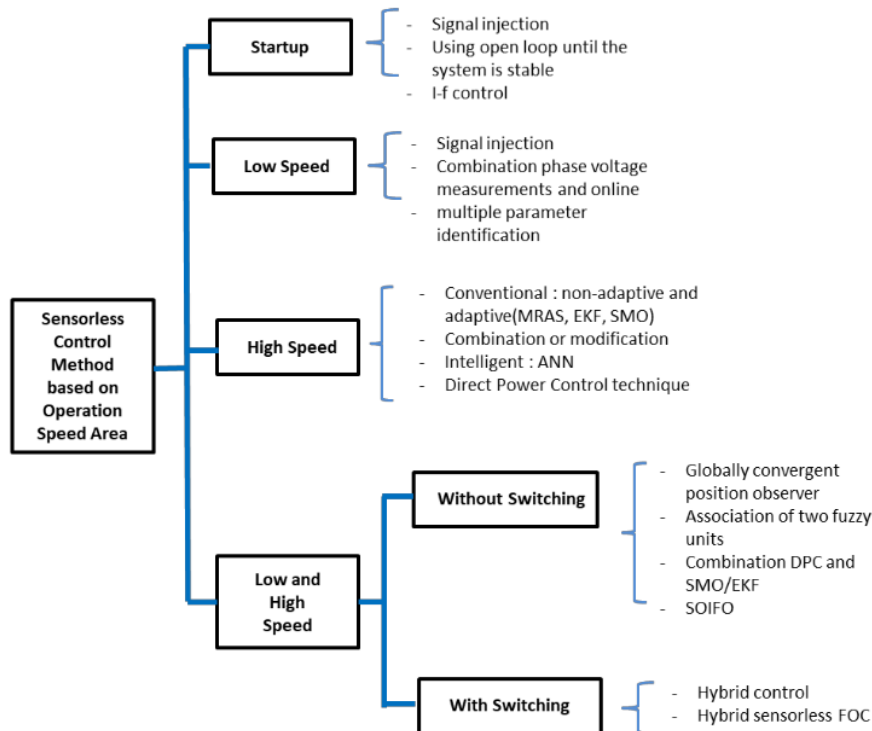 Startup
- Signal injection
- Using open loop until the
system is stable
- I-f control
Low Speed
- Signal injection
- Combination phase voltage
measurements and online
- multiple parameter
identification
Sensorless
Control
Method
based on
Operation
Speed Area
High Speed
- Conventional : non-adaptive and
adaptive(MRAS, EKF, SMO)
- Combination or modification
- Intelligent : ANN
- Direct Power Control technique
Low and
High
Speed
Without Switching
- Globally convergent
position observer
- Association of two fuzzy
units
- Combination DPC and
SMO/EKF
- SOIFO
With Switching
- Hybrid control
- Hybrid sensorless FOC